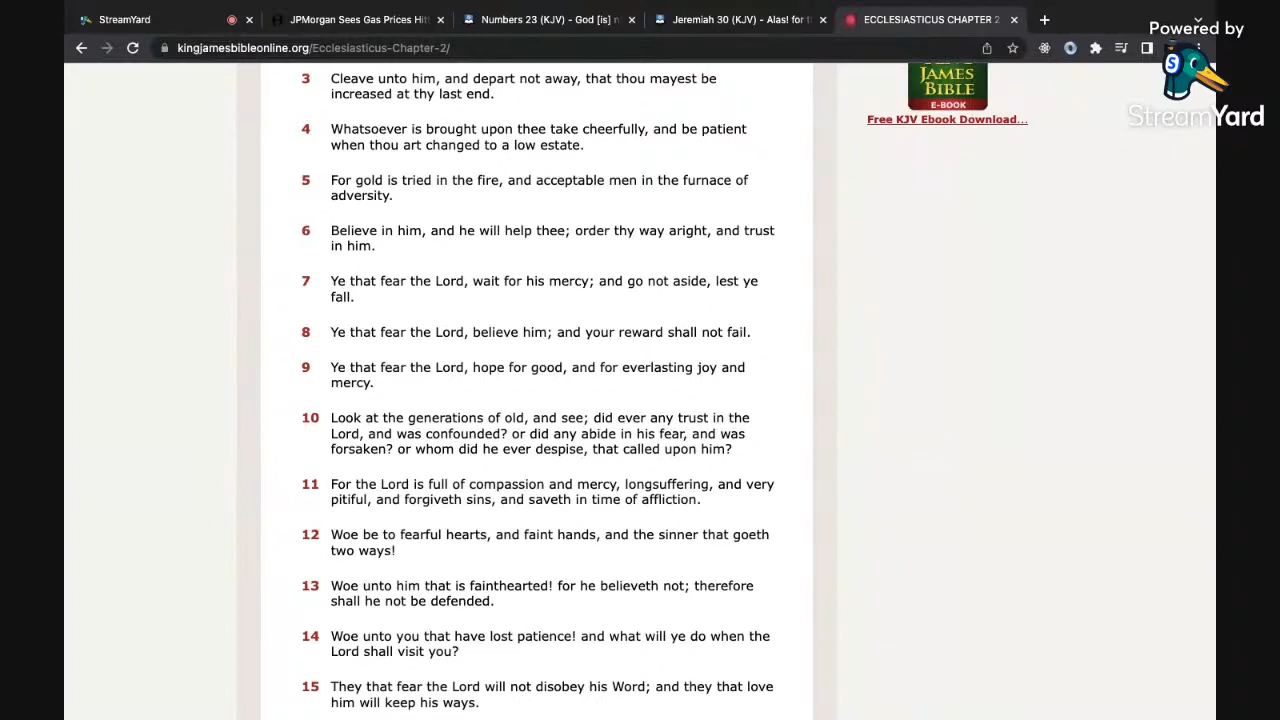 StreamYard
JPMorgan Sees Gas Prices Hit
Numbers 23 (KJV) - God [is] n
Jeremiah 30 (KJV) - Alas! for t
ECCLESIASTICUS CHAPTER 2
Powered by
kingjamesbibleonline.org/Ecclesiasticus-Chapter-2/
S
StreamYard
JAMES
BIBLE
E-BOOK
Free KJV Ebook Download...
3 Cleave unto him, and depart not away, that thou mayest be
increased at thy last end.
4 Whatsoever is brought upon thee take cheerfully, and be patient
when thou art changed to a low estate.
5 For gold is tried in the fire, and acceptable men in the furnace of
adversity.
6 Believe in him, and he will help thee; order thy way aright, and trust
in him.
7 Ye that fear the Lord, wait for his mercy; and go not aside, lest ye
fall.
8 Ye that fear the Lord, believe him; and your reward shall not fail.
9 Ye that fear the Lord, hope for good, and for everlasting joy and
mercy.
10 Look at the generations of old, and see; did ever any trust in the
Lord, and was confounded? or did any abide in his fear, and was
forsaken? or whom did he ever despise, that called upon him?
11 For the Lord is full of compassion and mercy, longsuffering, and very
pitiful, and forgiveth sins, and saveth in time of affliction.
12 Woe be to fearful hearts, and faint hands, and the sinner that goeth
two ways!
13 Woe unto him that is fainthearted! for he believeth not; therefore
shall he not be defended.
14 Woe unto you that have lost patience! and what will ye do when the
Lord shall visit you?
15 They that fear the Lord will not disobey his Word; and they that love
him will keep his ways.